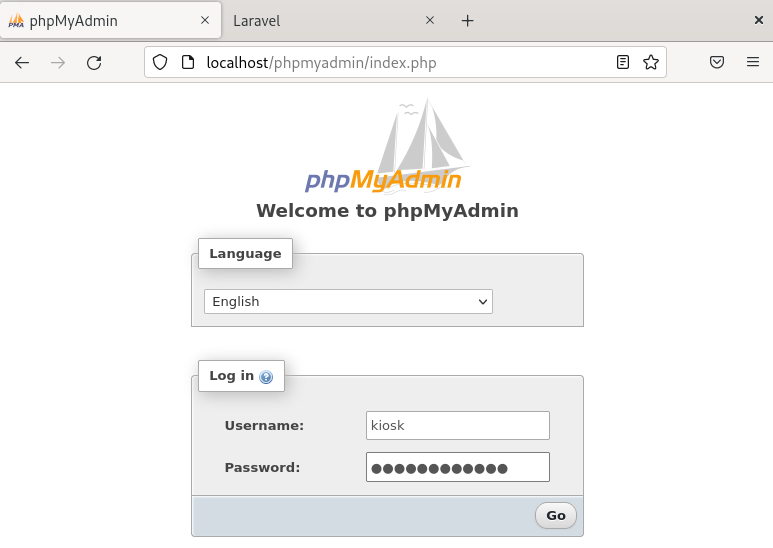 phpMyAdmin
Laravel
localhost/phpmyadmin/index.php
phpMyAdmin
Welcome to phpMyAdmin
Language
English
Log in
Username: kiosk
Password: ●●●●●●●●●●●●
Go